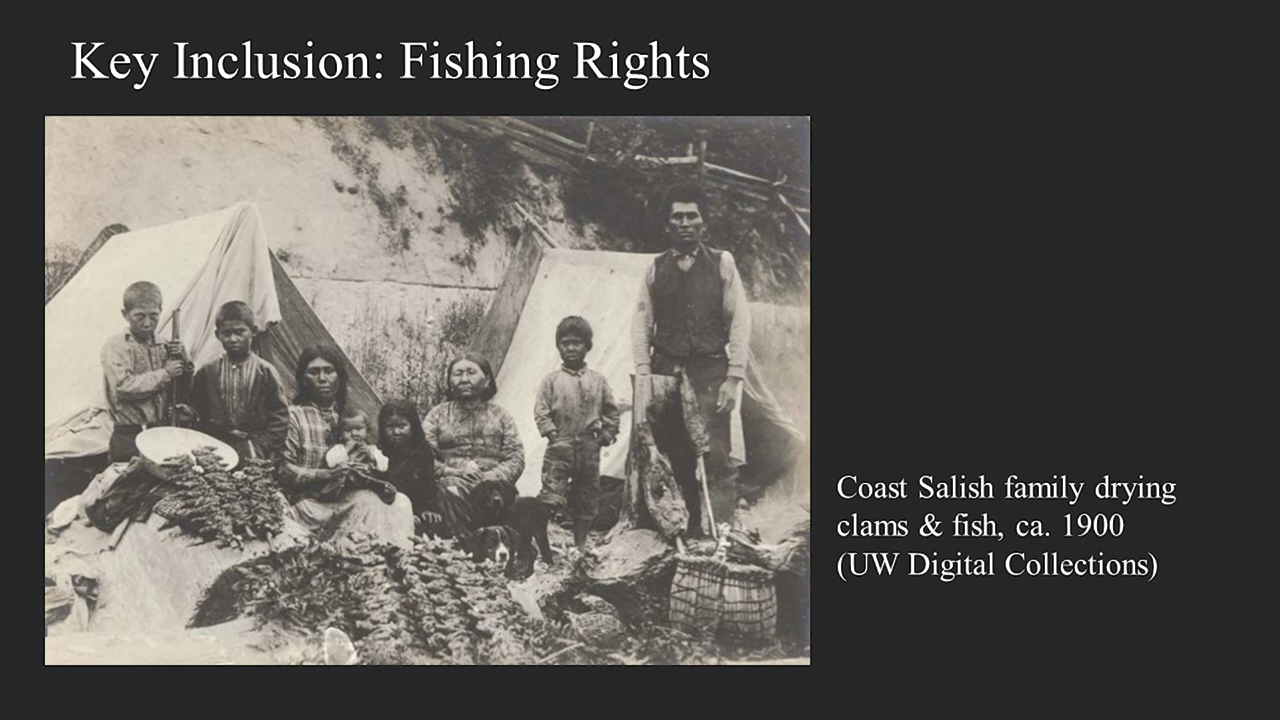 Key Inclusion: Fishing Rights
Coast Salish family drying
clams & fish, ca. 1900
(UW Digital Collections)